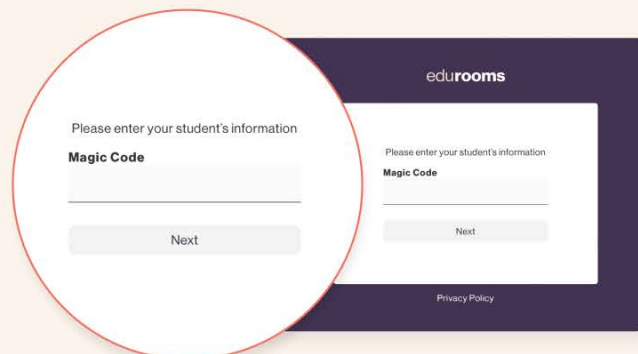 Please enter your student's information
Magic Code
Next
edurooms
Please enter your student's information
Magic Code
Next
Privacy Policy